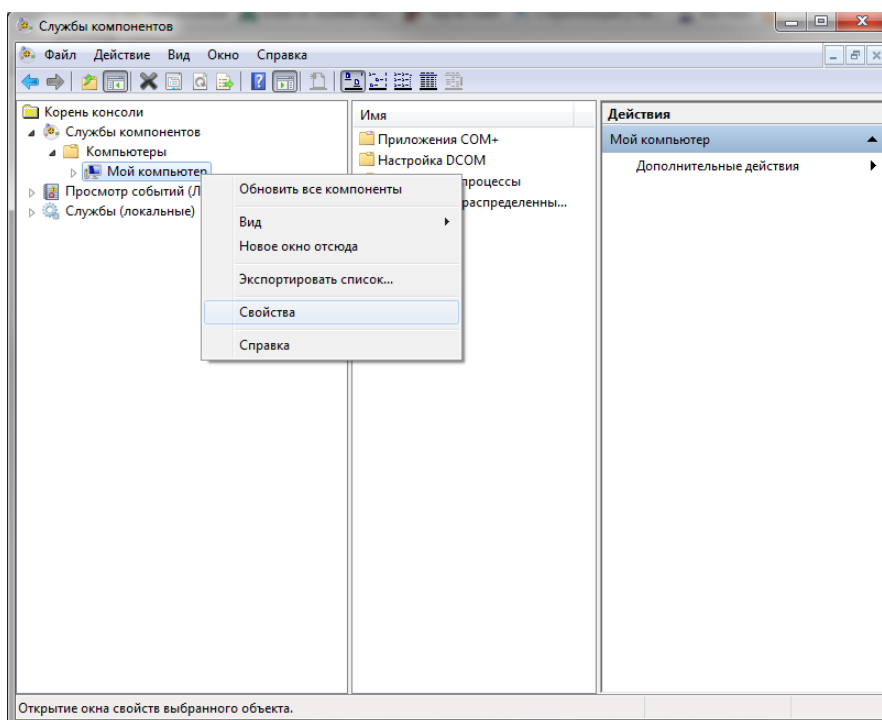 Службы компонентов
Файл Действие Вид Окно Справка
Корень консоли
Службы компонентов
Компьютеры
Мой компьютер
Просмотр событий (Л
Службы (локальные)
Имя
Приложения COM+
Настройка DCOM
процессы
распределенны...
Обновить все компоненты
Вид
Новое окно отсюда
Экспортировать список...
Свойства
Справка
Действия
Мой компьютер
Дополнительные действия
Открытие окна свойств выбранного объекта.